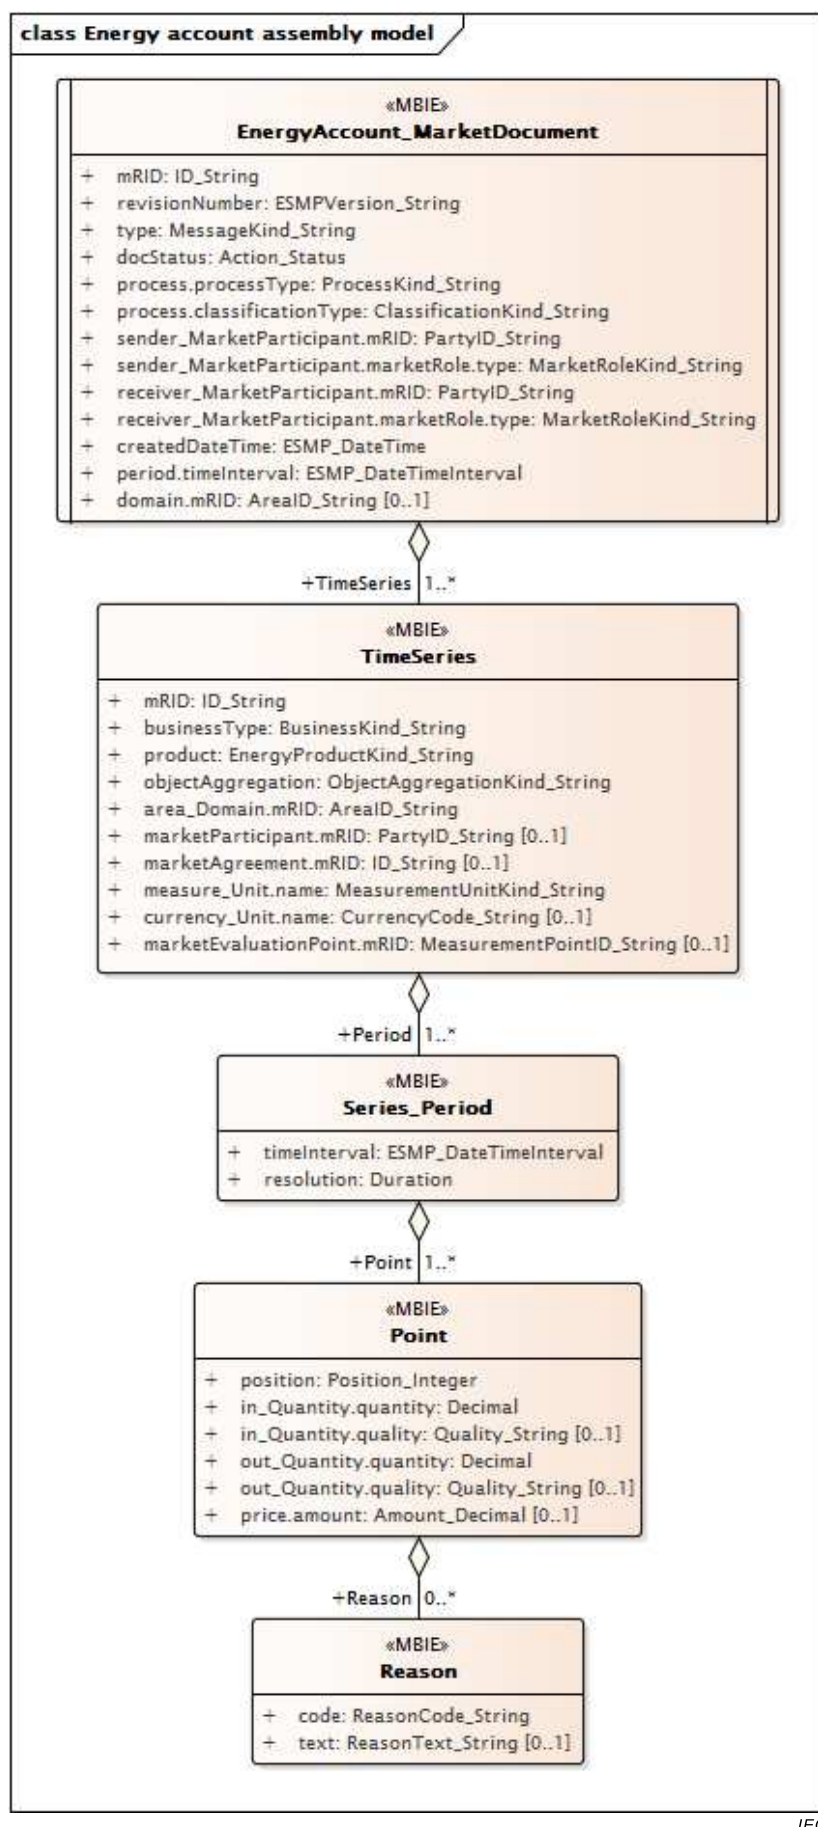 class Energy account assembly model
«MBIE»
EnergyAccount_MarketDocument
+ mRID: ID_String
+ revisionNumber: ESMPVersion_String
+ type: MessageKind_String
+ docStatus: Action_Status
+ process.processType: ProcessKind_String
+ process.classificationType: ClassificationKind_String
+ sender_MarketParticipant.mRID: PartyID_String
+ sender_MarketParticipant.marketRole.type: MarketRoleKind_String
+ receiver_MarketParticipant.mRID: PartyID_String
+ receiver_MarketParticipant.marketRole.type: MarketRoleKind_String
+ createdDateTime: ESMP_DateTime
+ period.timeInterval: ESMP_DateTimeInterval
+ domain.mRID: AreaID_String [0..1]
+TimeSeries 1..*
«MBIE»
TimeSeries
+ mRID: ID_String
+ businessType: BusinessKind_String
+ product: EnergyProductKind_String
+ objectAggregation: ObjectAggregationKind_String
+ area_Domain.mRID: AreaID_String
+ marketParticipant.mRID: PartyID_String [0..1]
+ marketAgreement.mRID: ID_String [0..1]
+ measure_Unit.name: MeasurementUnitKind_String
+ currency_Unit.name: CurrencyCode_String [0..1]
+ marketEvaluationPoint.mRID: MeasurementPointID_String [0..1]
+Period 1..*
«MBIE»
Series_Period
+ timeInterval: ESMP_DateTimeInterval
+ resolution: Duration
+Point 1..*
«MBIE»
Point
+ position: Position_Integer
+ in_Quantity.quantity: Decimal
+ in_Quantity.quality: Quality_String [0..1]
+ out_Quantity.quantity: Decimal
+ out_Quantity.quality: Quality_String [0..1]
+ price.amount: Amount_Decimal [0..1]
+Reason 0..*
«MBIE»
Reason
+ code: ReasonCode_String
+ text: ReasonText_String [0..1]